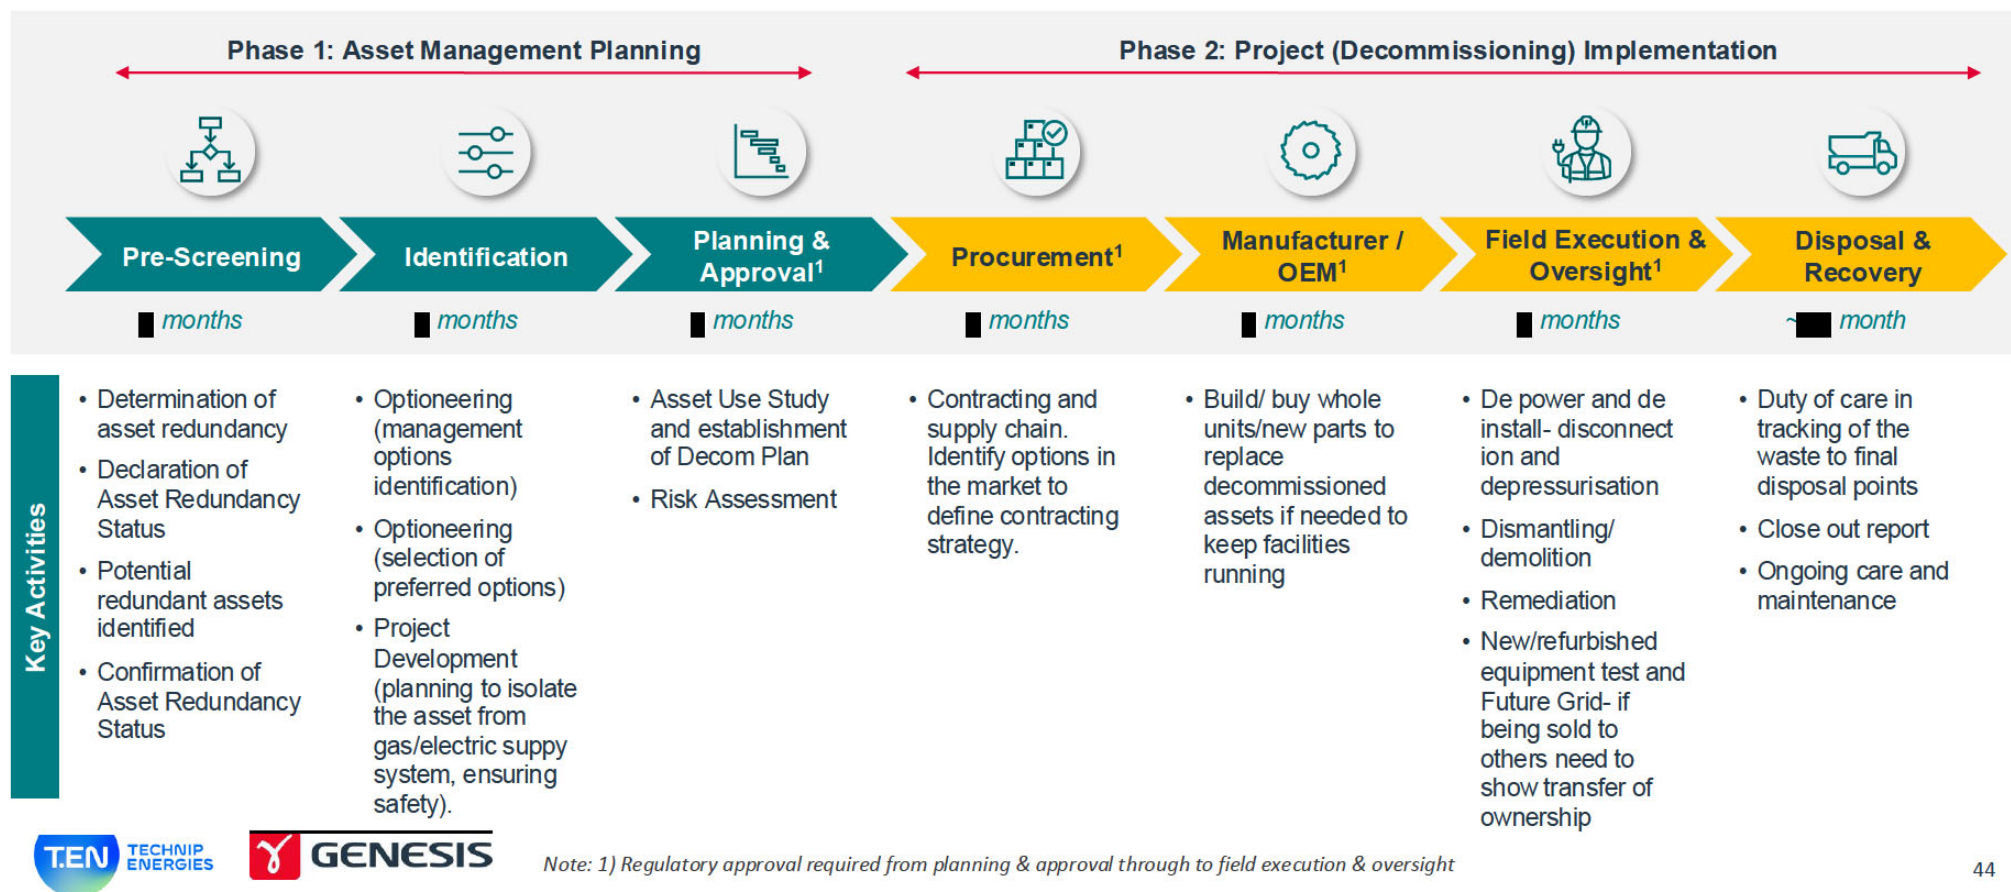 Phase 1: Asset Management Planning
Phase 2: Project (Decommissioning) Implementation
Pre-Screening
Identification
Planning &
Approval1
Procurement1
Manufacturer /
OEM1
Field Execution &
Oversight1
Disposal &
Recovery
months
months
months
months
months
months
~ month
Key Activities
• Determination of
asset redundancy
• Declaration of
Asset Redundancy
Status
• Potential
redundant assets
identified
• Confirmation of
Asset Redundancy
Status
• Optioneering
(management
options
identification)
• Optioneering
(selection of
preferred options)
• Project
Development
(planning to isolate
the asset from
gas/electric suppy
system, ensuring
safety).
• Asset Use Study
and establishment
of Decom Plan
• Risk Assessment
• Contracting and
supply chain.
Identify options in
the market to
define contracting
strategy.
• Build/ buy whole
units/new parts to
replace
decommissioned
assets if needed to
keep facilities
running
• De power and de
install- disconnect
ion and
depressurisation
• Dismantling/
demolition
• Remediation
• New/refurbished
equipment test and
Future Grid- if
being sold to
others need to
show transfer of
ownership
• Duty of care in
tracking of the
waste to final
disposal points
• Close out report
• Ongoing care and
maintenance
T.EN
TECHNIP
ENERGIES
GENESIS
Note: 1) Regulatory approval required from planning & approval through to field execution & oversight
44